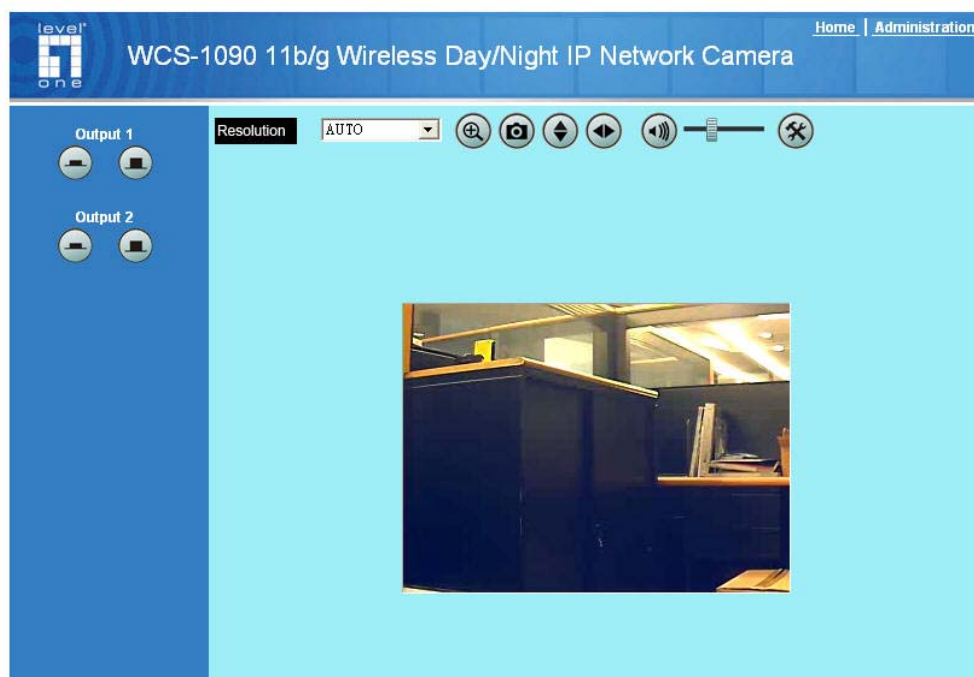 level
one
WCS-1090 11b/g Wireless Day/Night IP Network Camera
Home | Administration
Output 1
Output 2
Resolution
AUTO